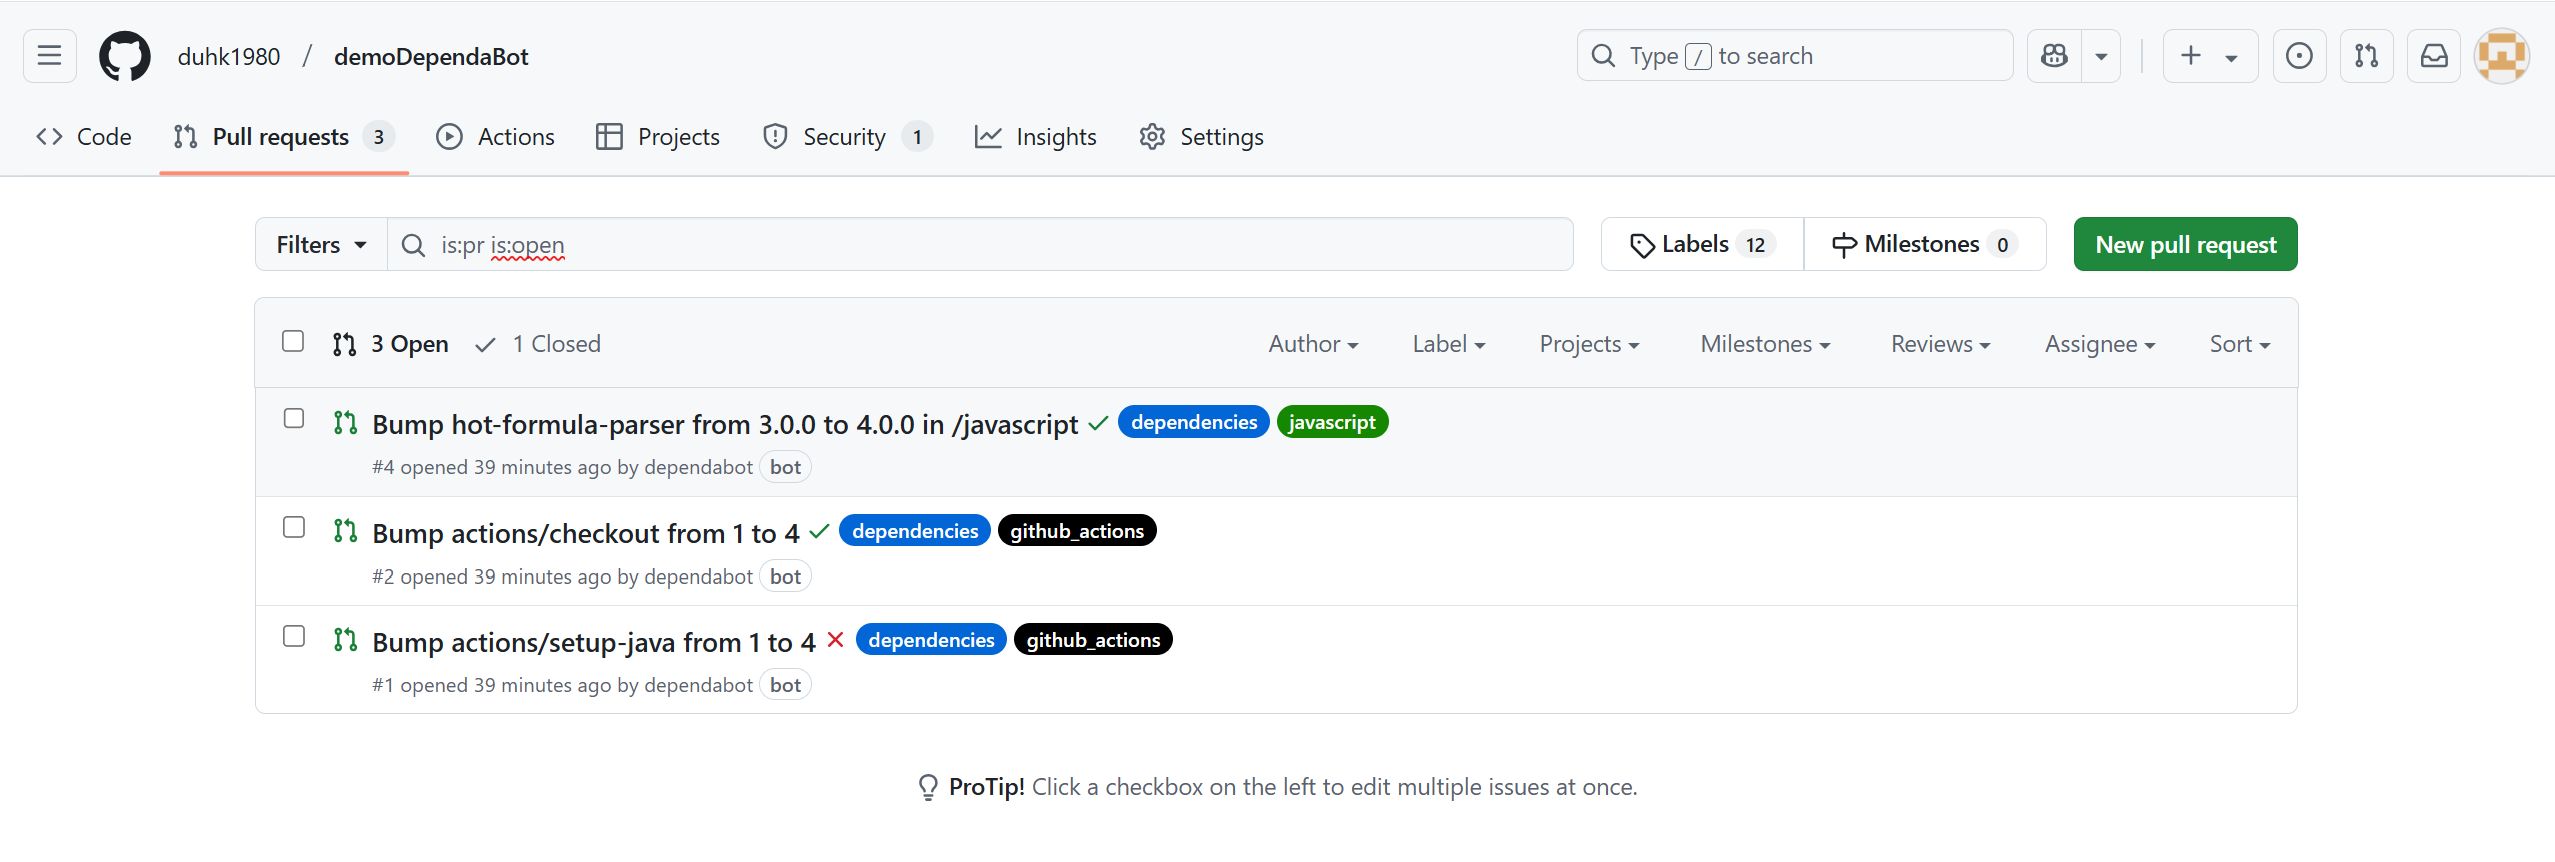 duhk1980 / demoDependaBot
Type / to search
Code
Pull requests 3
Actions
Projects
Security 1
Insights
Settings
Filters
is:pr is:open
Labels 12
Milestones 0
New pull request
3 Open
1 Closed
Author
Label
Projects
Milestones
Reviews
Assignee
Sort
Bump hot-formula-parser from 3.0.0 to 4.0.0 in /javascript dependencies javascript
#4 opened 39 minutes ago by dependabot bot
Bump actions/checkout from 1 to 4 dependencies github_actions
#2 opened 39 minutes ago by dependabot bot
Bump actions/setup-java from 1 to 4 dependencies github_actions
#1 opened 39 minutes ago by dependabot bot
ProTip! Click a checkbox on the left to edit multiple issues at once.